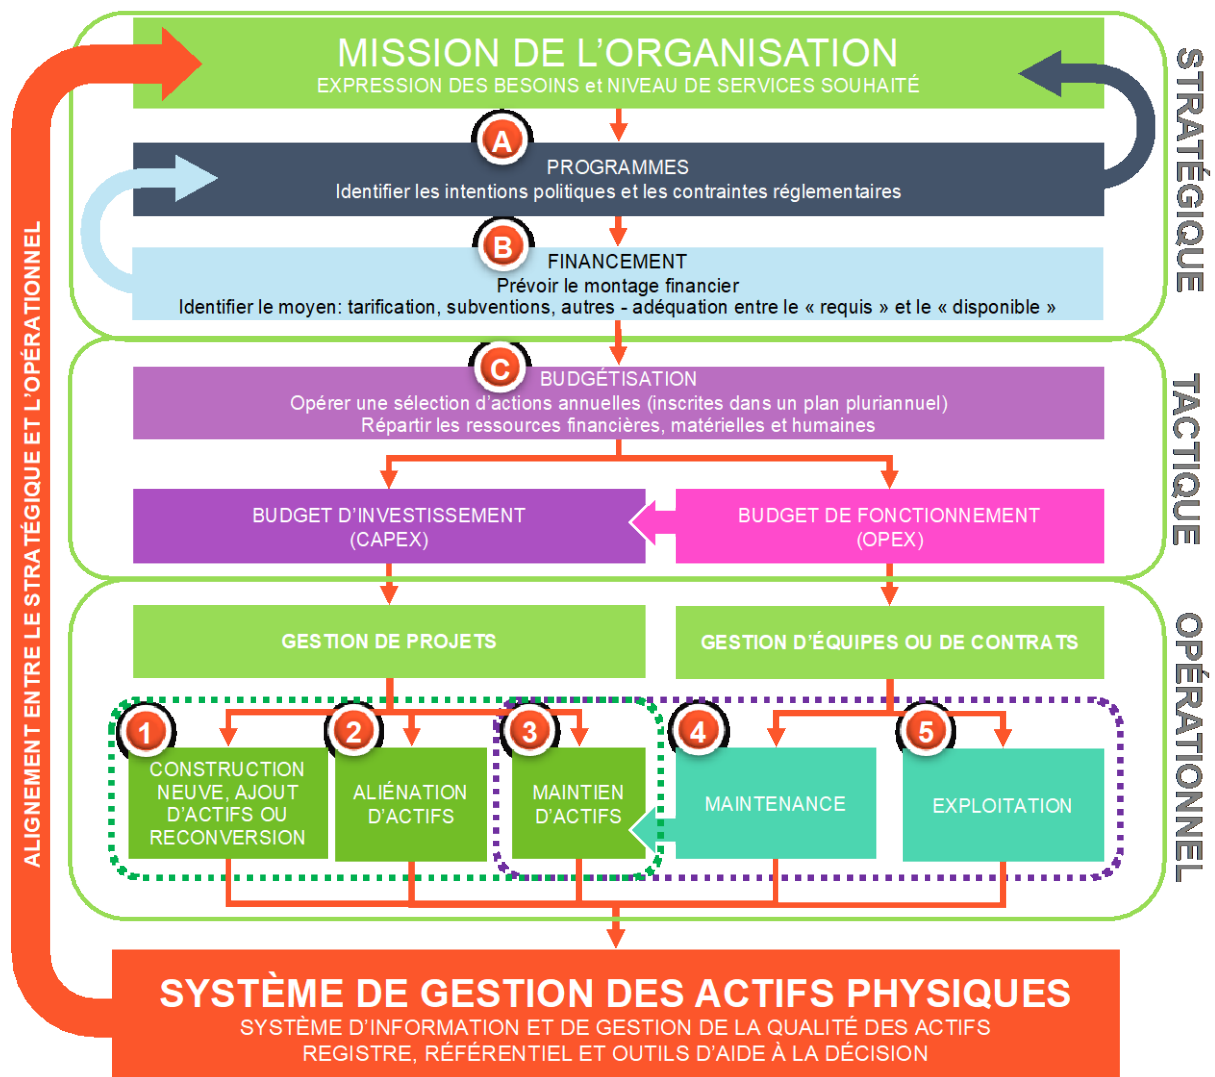 MISSION DE L'ORGANISATION
EXPRESSION DES BESOINS et NIVEAU DE SERVICES SOUHAITÉ
STRATÉGIQUE
A
PROGRAMMES
Identifier les intentions politiques et les contraintes réglementaires
B
FINANCEMENT
Prévoir le montage financier
Identifier le moyen: tarification, subventions, autres - adéquation entre le « requis » et le « disponible »
ALIGNEMENT ENTRE LE STRATÉGIQUE ET L'OPÉRATIONNEL
TACTIQUE
C
BUDGÉTISATION
Opérer une sélection d'actions annuelles (inscrites dans un plan pluriannuel)
Répartir les ressources financières, matérielles et humaines
BUDGET D'INVESTISSEMENT
(CAPEX)
BUDGET DE FONCTIONNEMENT
(OPEX)
OPÉRATIONNEL
GESTION DE PROJETS
GESTION D'ÉQUIPES OU DE CONTRATS
1
CONSTRUCTION
NEUVE, AJOUT
D'ACTIFS OU
RECONVERSION
2
ALIÉNATION
D'ACTIFS
3
MAINTIEN
D'ACTIFS
4
MAINTENANCE
5
EXPLOITATION
SYSTÈME DE GESTION DES ACTIFS PHYSIQUES
SYSTÈME D'INFORMATION ET DE GESTION DE LA QUALITÉ DES ACTIFS
REGISTRE, RÉFÉRENTIEL ET OUTILS D'AIDE À LA DÉCISION